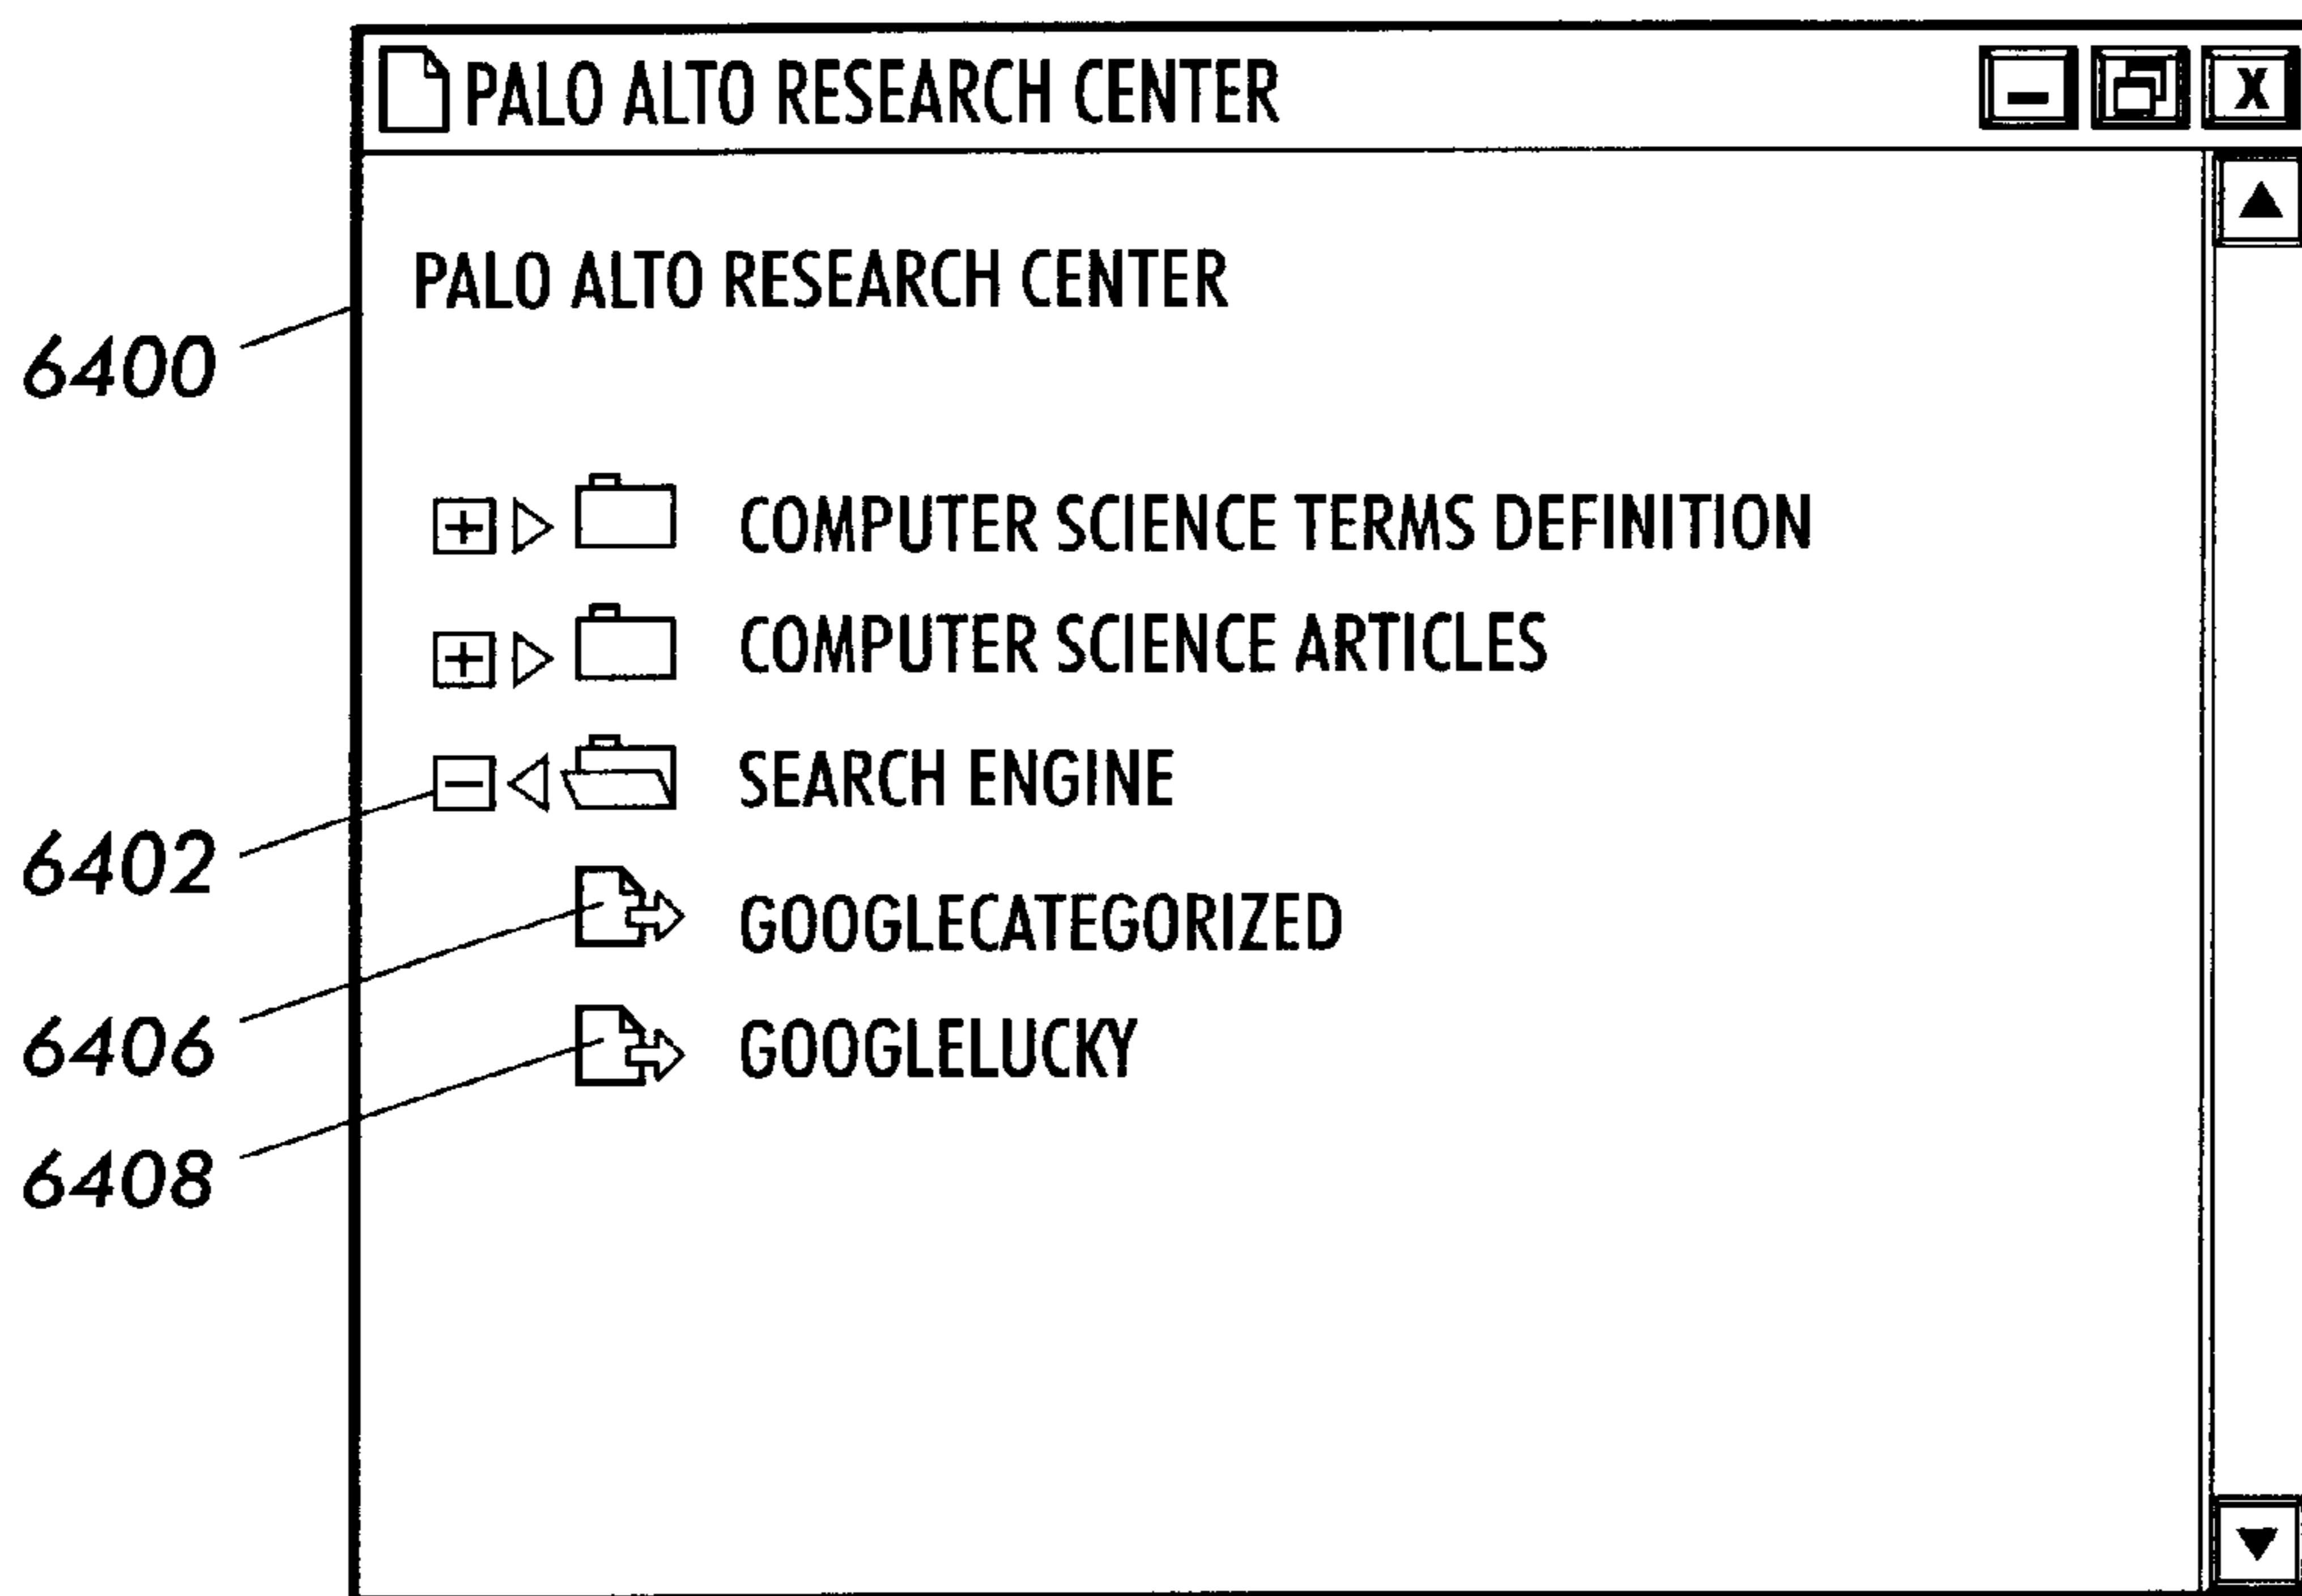 PALO ALTO RESEARCH CENTER X
PALO ALTO RESEARCH CENTER
6400
COMPUTER SCIENCE TERMS DEFINITION
COMPUTER SCIENCE ARTICLES
SEARCH ENGINE
6402
GOOGLECATEGORIZED
6406
GOOGLELUCKY
6408